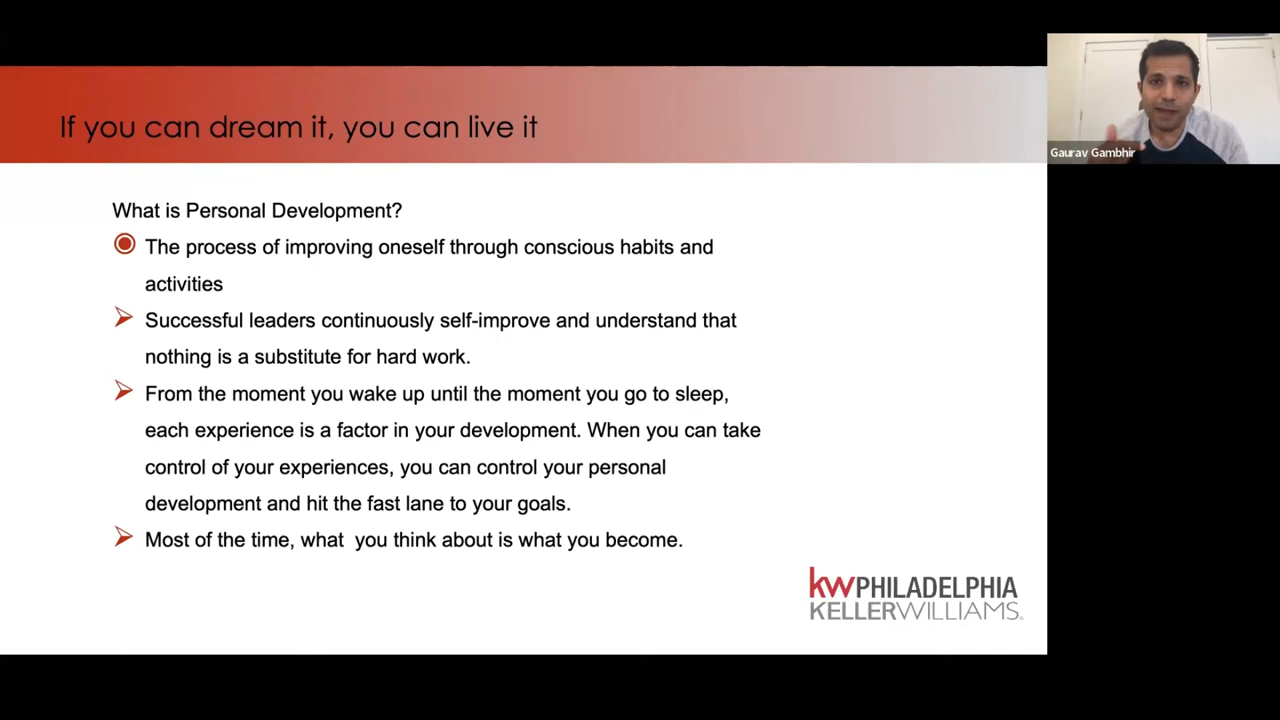 If you can dream it, you can live it
Gaurav Gambhir
What is Personal Development?
The process of improving oneself through conscious habits and
activities
Successful leaders continuously self-improve and understand that
nothing is a substitute for hard work.
From the moment you wake up until the moment you go to sleep,
each experience is a factor in your development. When you can take
control of your experiences, you can control your personal
development and hit the fast lane to your goals.
Most of the time, what  you think about is what you become.
kwPHILADELPHIA
KELLERWILLIAMS®